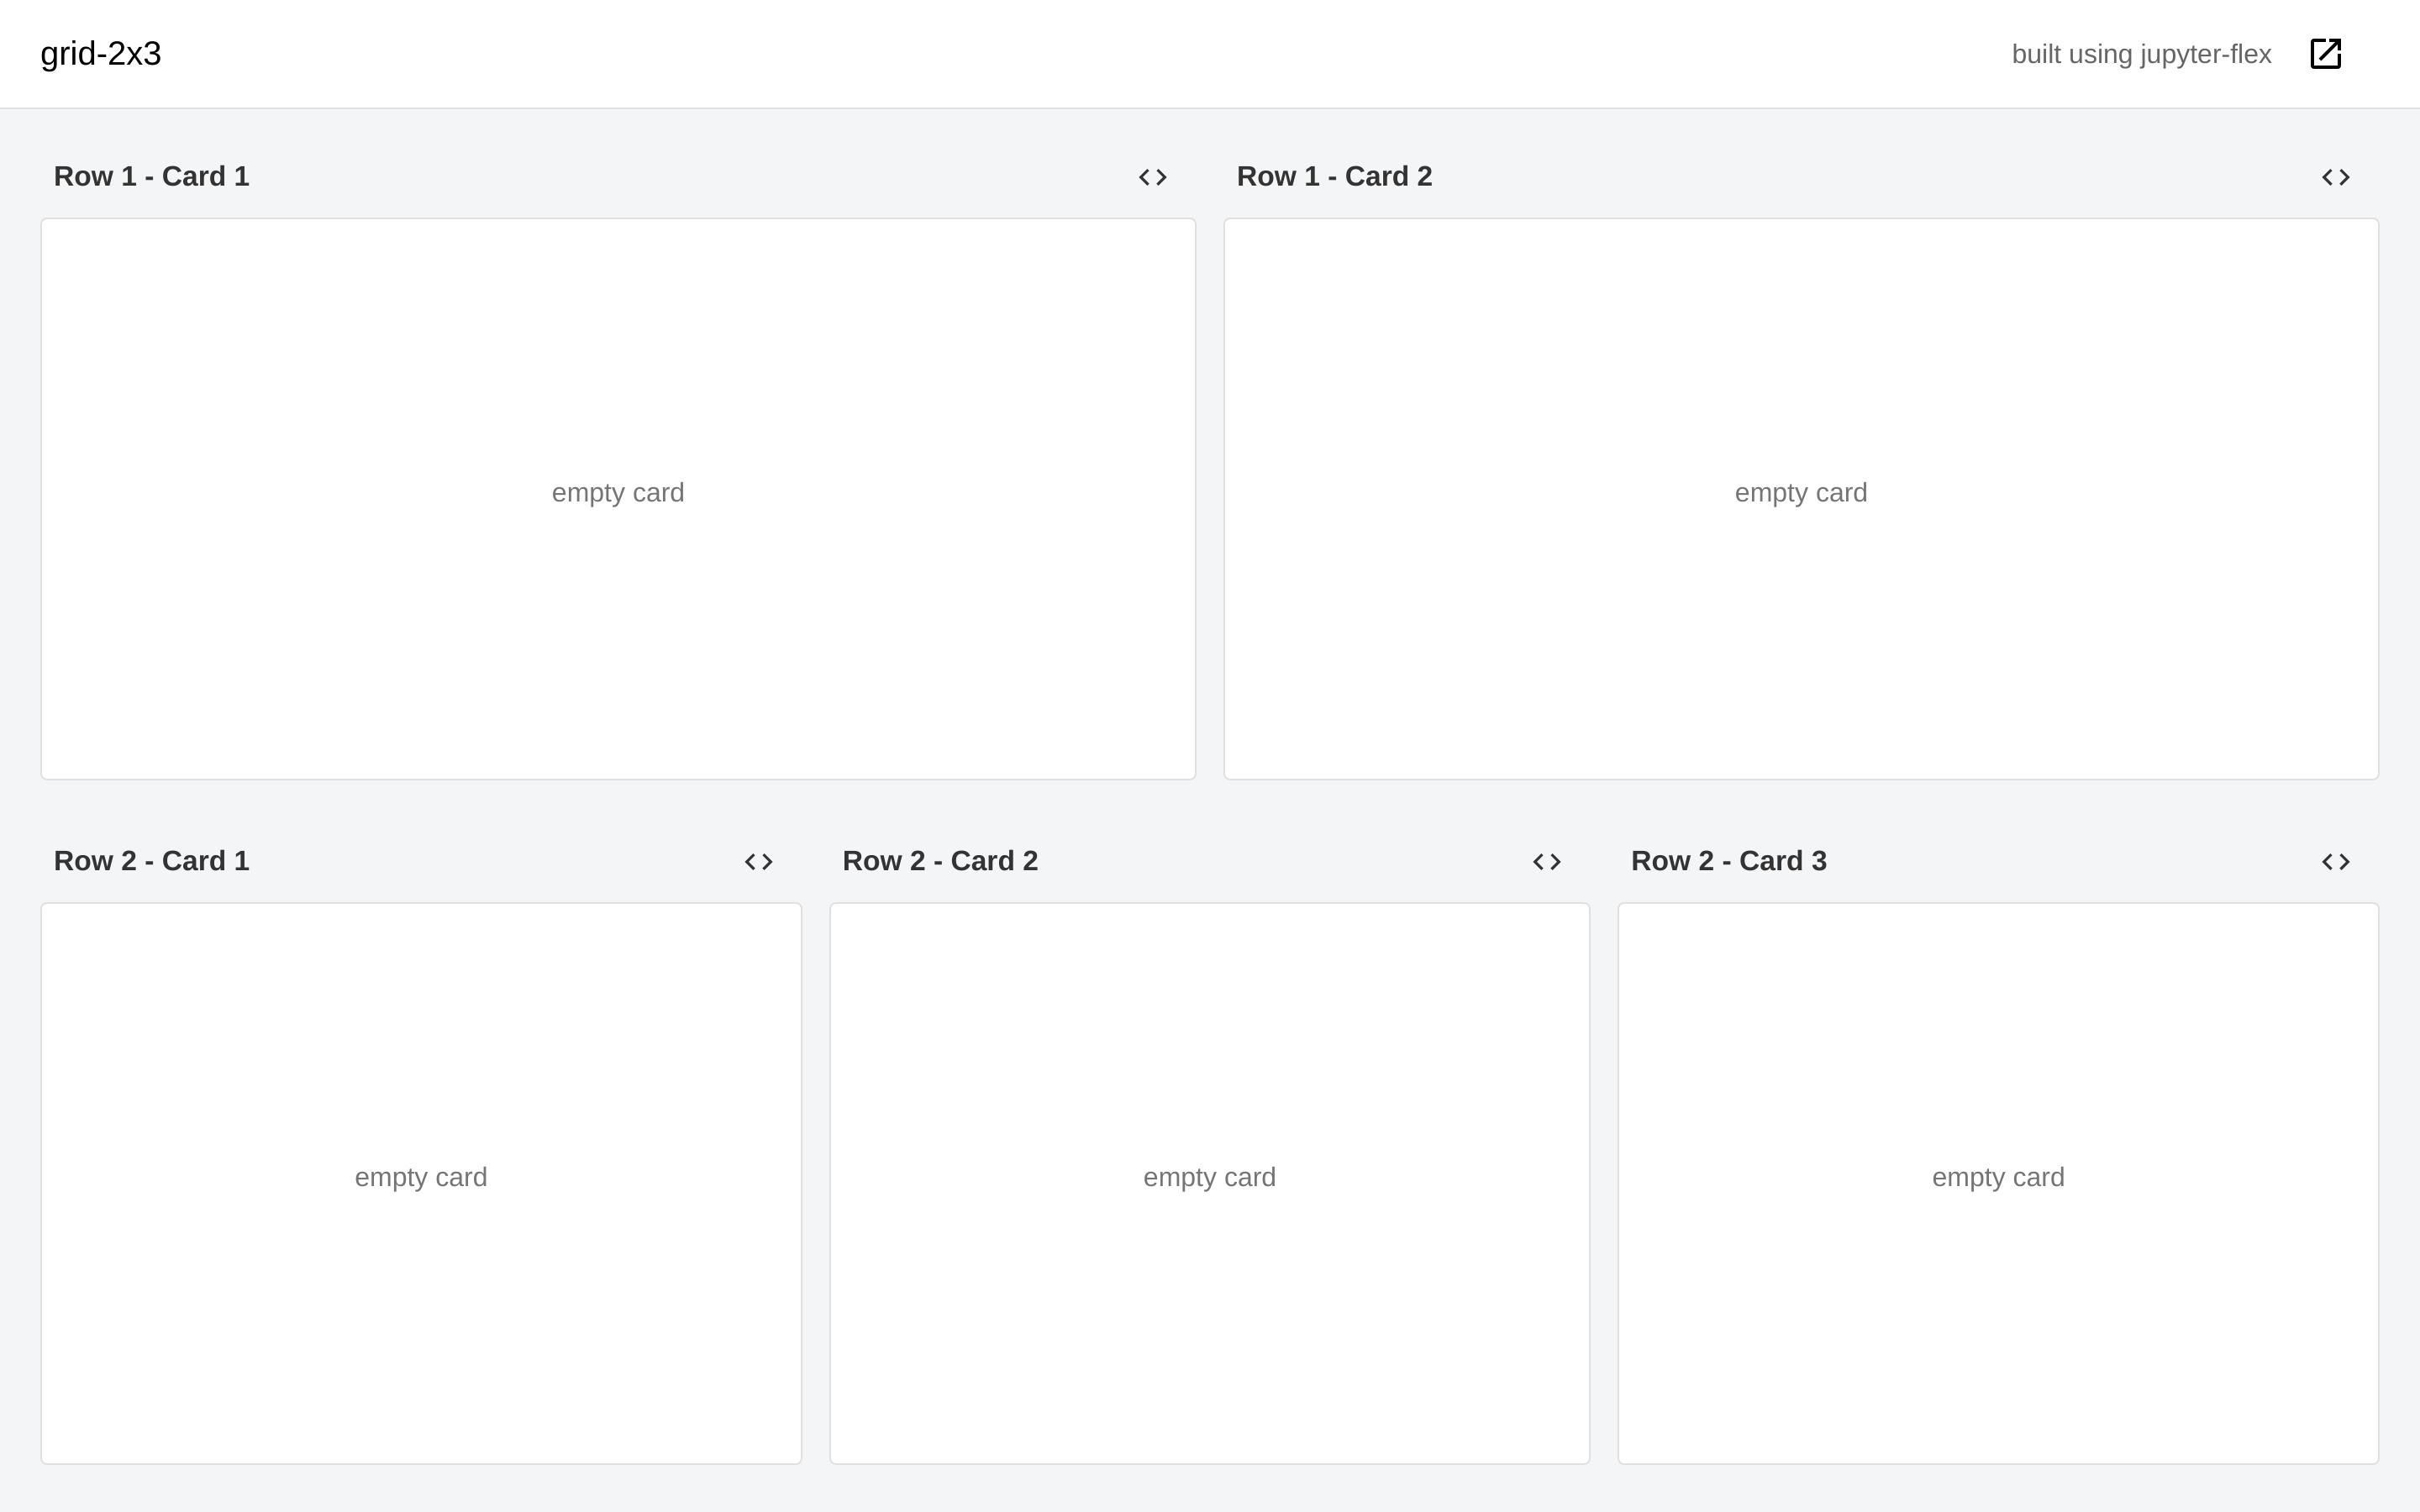 grid-2x3
built using jupyter-flex
Row 1 - Card 1
Row 1 - Card 2
empty card
empty card
Row 2 - Card 1
Row 2 - Card 2
Row 2 - Card 3
empty card
empty card
empty card